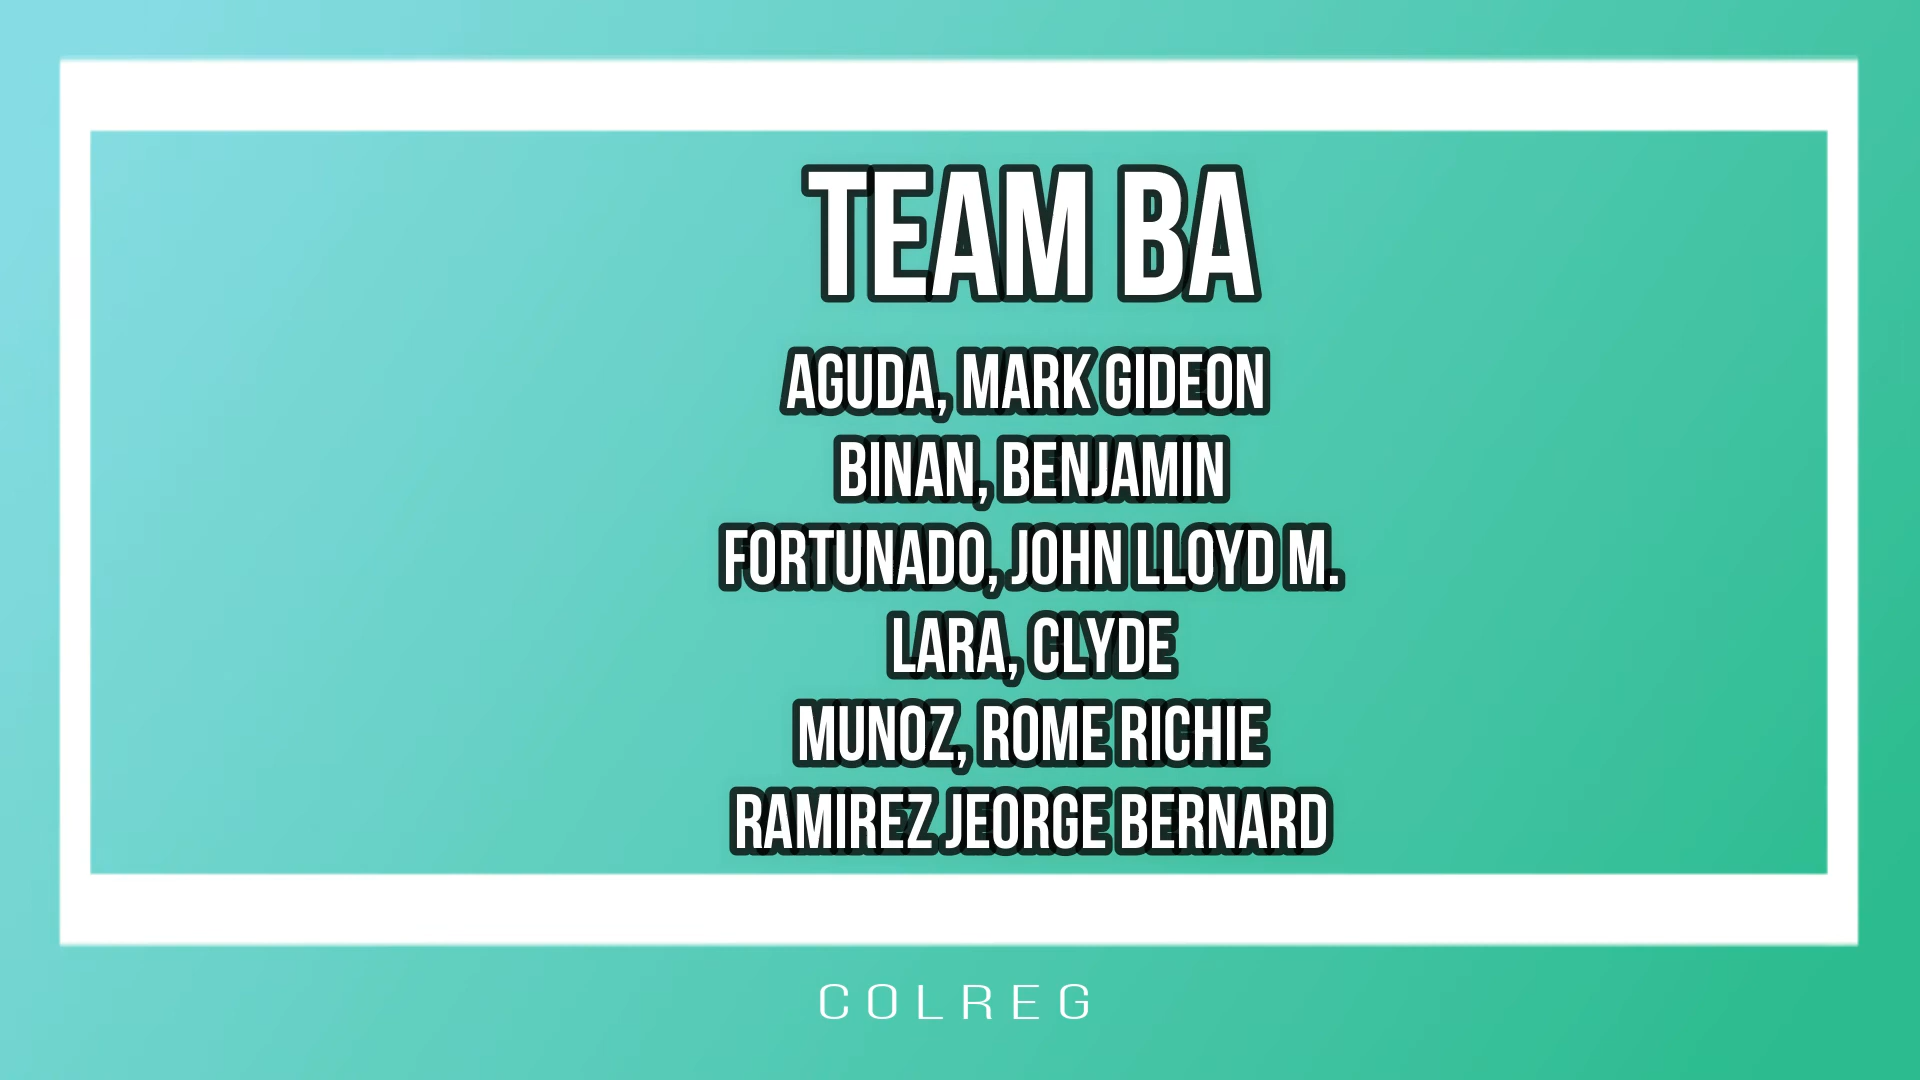 TEAM BA
AGUDA, MARK GIDEON
BINAN, BENJAMIN
FORTUNADO, JOHN LLOYD M.
LARA, CLYDE
MUNOZ, ROME RICHIE
RAMIREZ JEORGE BERNARD
COLREG